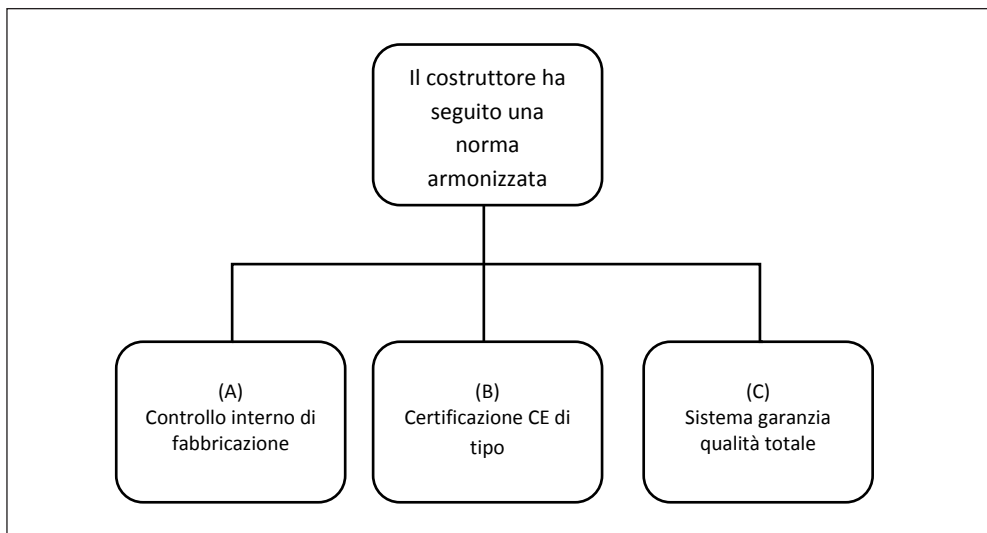 Il costruttore ha
seguito una
norma
armonizzata
(A)
Controllo interno di
fabbricazione
(B)
Certificazione CE di
tipo
(C)
Sistema garanzia
qualità totale